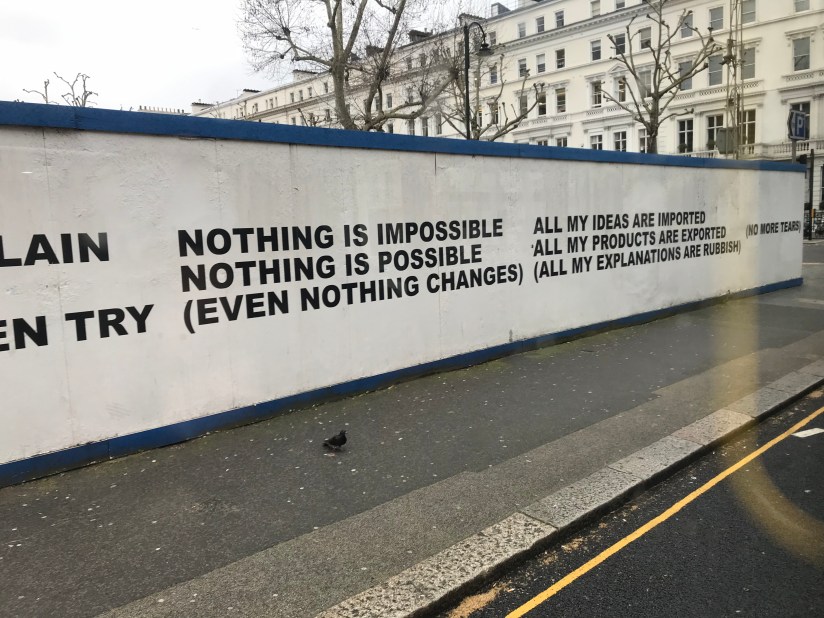 LAIN
EN TRY
NOTHING IS IMPOSSIBLE
NOTHING IS POSSIBLE
(EVEN NOTHING CHANGES)
ALL MY IDEAS ARE IMPORTED
ALL MY PRODUCTS ARE EXPORTED
(ALL MY EXPLANATIONS ARE RUBBISH)
(NO MORE TEARS)
P